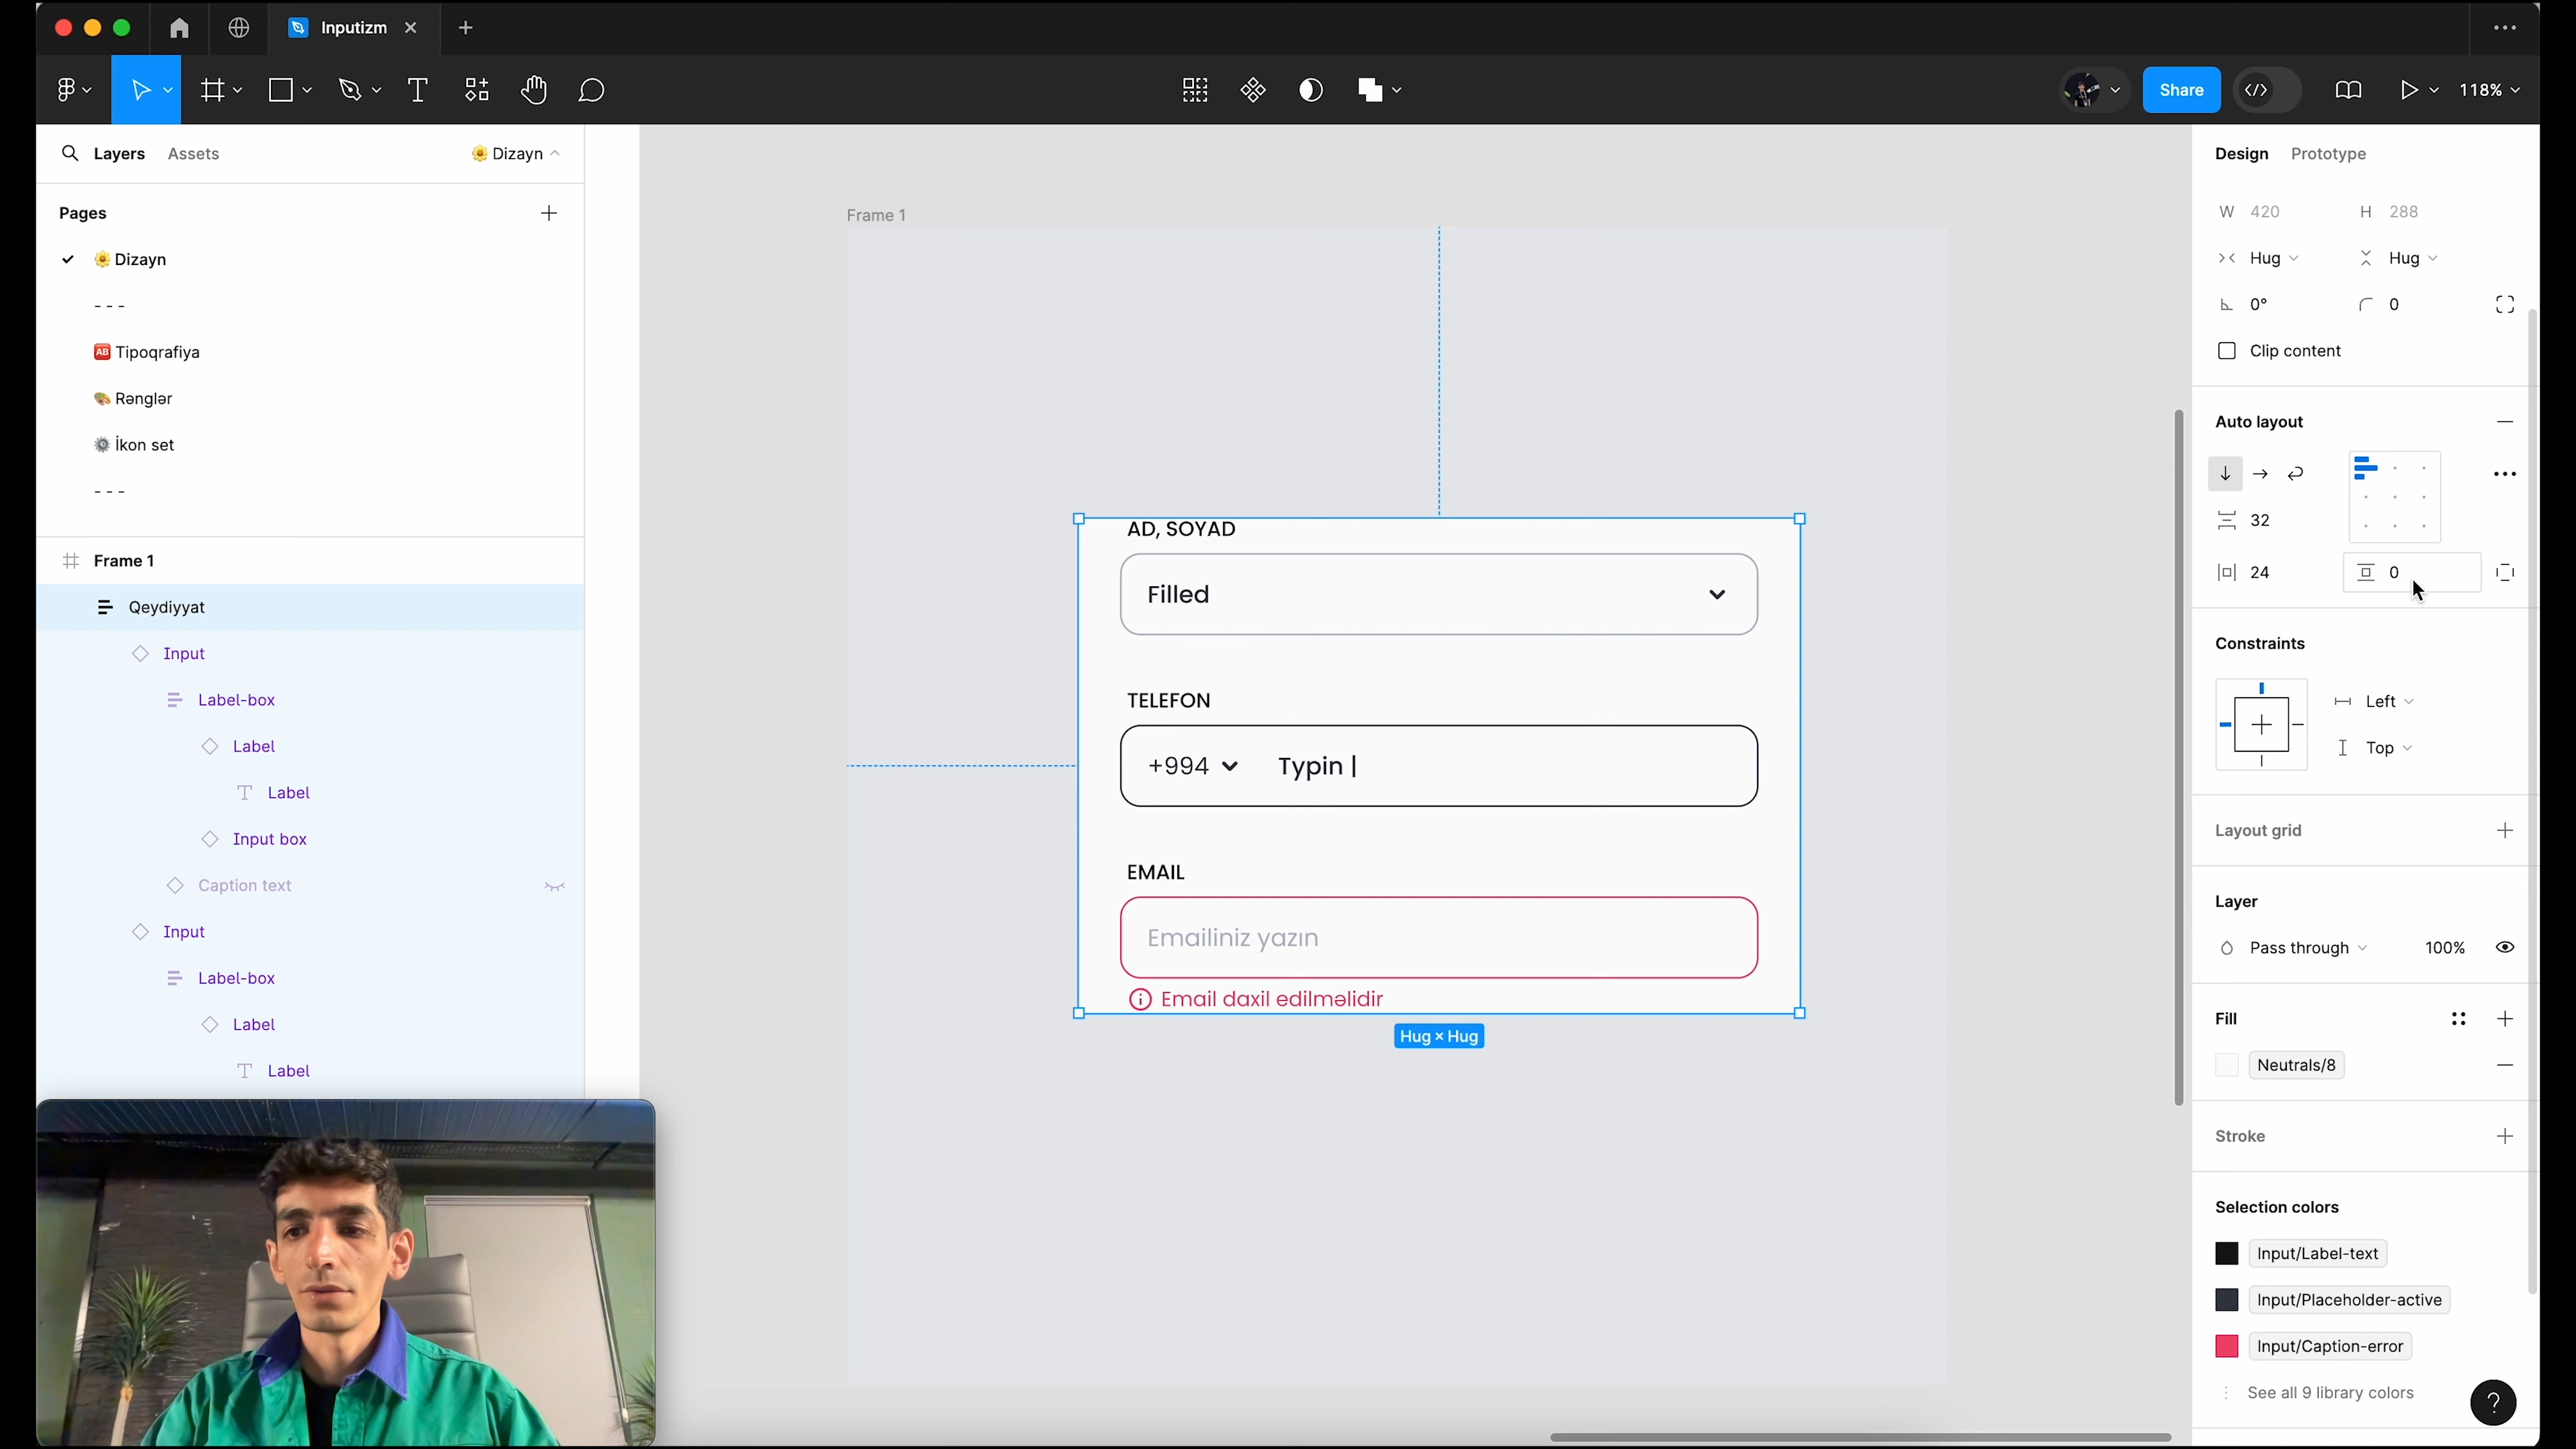 Inputizm
Share
118%
Layers
Assets
Dizayn
Design
Prototype
Pages
Dizayn
- - -
AB Tipoqrafiya
Rənglər
İkon set
- - -
Frame 1
Qeydiyyat
Input
Label-box
Label
Label
Input box
Caption text
Input
Label-box
Label
Label
Frame 1
AD, SOYAD
Filled
TELEFON
+994
Typin |
EMAIL
Emailiniz yazın
Email daxil edilməlidir
Hug × Hug
W 420
H 288
Hug
Hug
0°
0
Clip content
Auto layout
32
24
0
Constraints
Left
Top
Layout grid
Layer
Pass through
100%
Fill
Neutrals/8
Stroke
Selection colors
Input/Label-text
Input/Placeholder-active
Input/Caption-error
See all 9 library colors
?